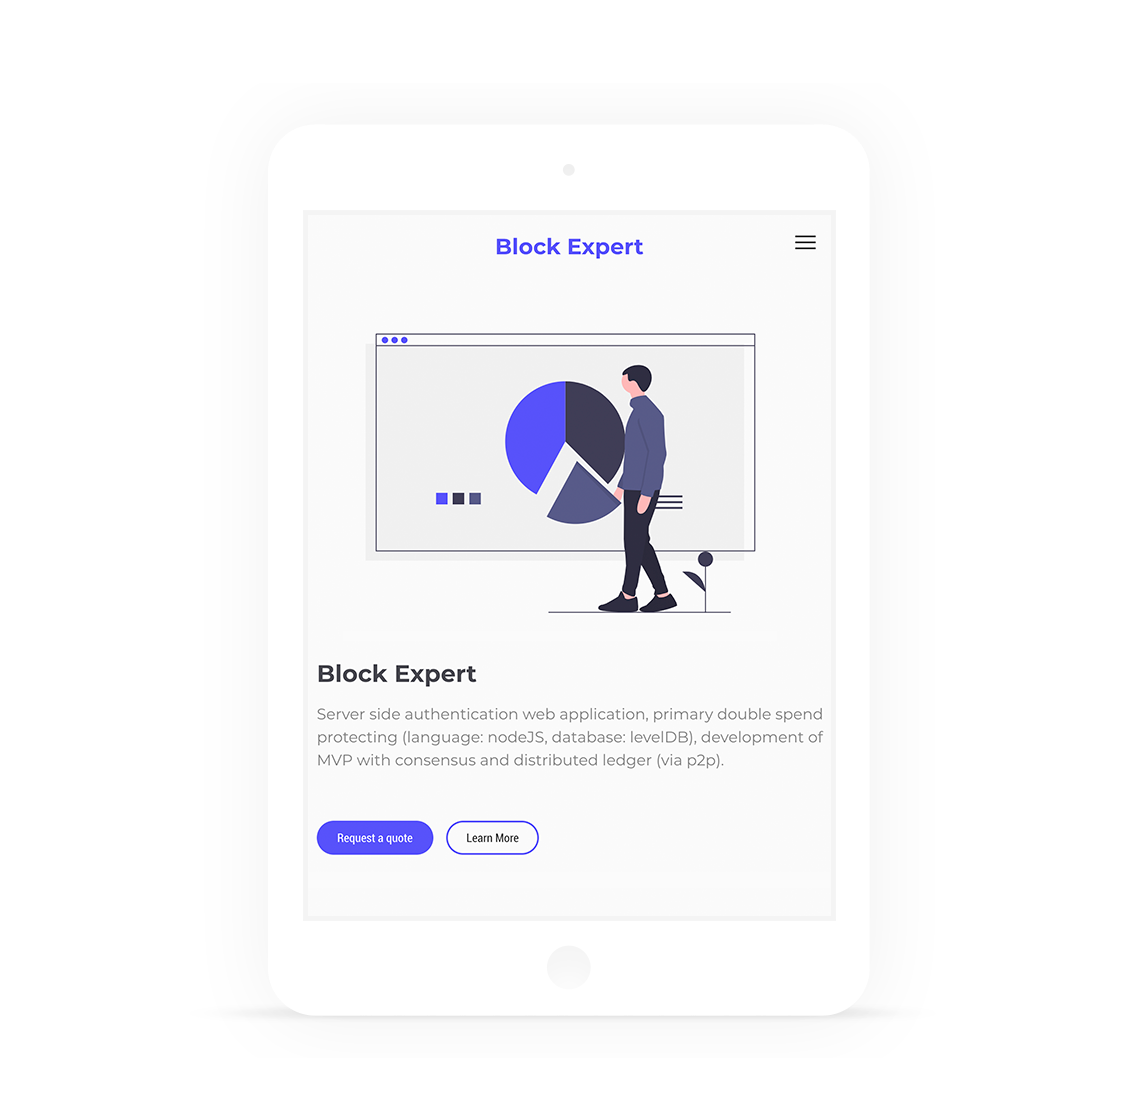 Block Expert
Block Expert
Server side authentication web application, primary double spend
protecting (language: nodeJS, database: levelDB), development of
MVP with consensus and distributed ledger (via p2p).
Request a quote
Learn More